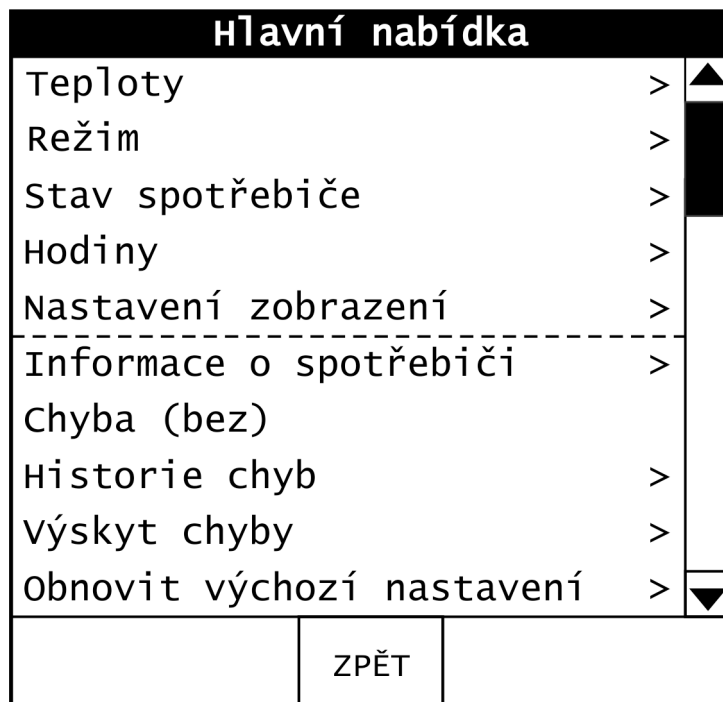 Hlavní nabídka
Teploty >
Režim >
Stav spotřebiče >
Hodiny >
Nastavení zobrazení >
Informace o spotřebiči >
Chyba (bez)
Historie chyb >
Výskyt chyby >
Obnovit výchozí nastavení >
ZPĚT